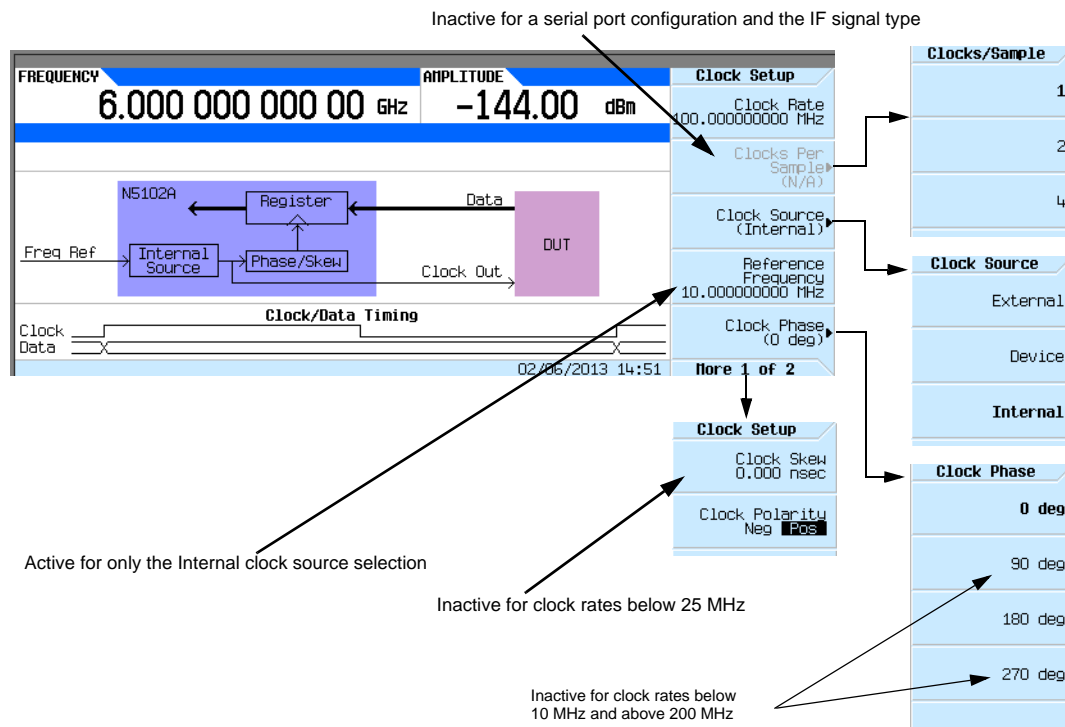 Inactive for a serial port configuration and the IF signal type
FREQUENCY
6.000 000 000 00 GHz
AMPLITUDE
-144.00 dBm
N5102A
Register
Data
Freq Ref
Internal
Source
Phase/Skew
Clock Out
DUT
Clock/Data Timing
Clock
Data
02/06/2013 14:51
Clock Setup
Clock Rate
100.000000000 MHz
Clocks Per
Sample
(N/A)
Clock Source
(Internal)
Reference
Frequency
10.000000000 MHz
Clock Phase
(0 deg)
More 1 of 2
Clock Setup
Clock Skew
0.000 nsec
Clock Polarity
Neg Pos
Clocks/Sample
1
2
4
Clock Source
External
Device
Internal
Clock Phase
0 deg
90 deg
180 deg
270 deg
Active for only the Internal clock source selection
Inactive for clock rates below 25 MHz
Inactive for clock rates below
10 MHz and above 200 MHz